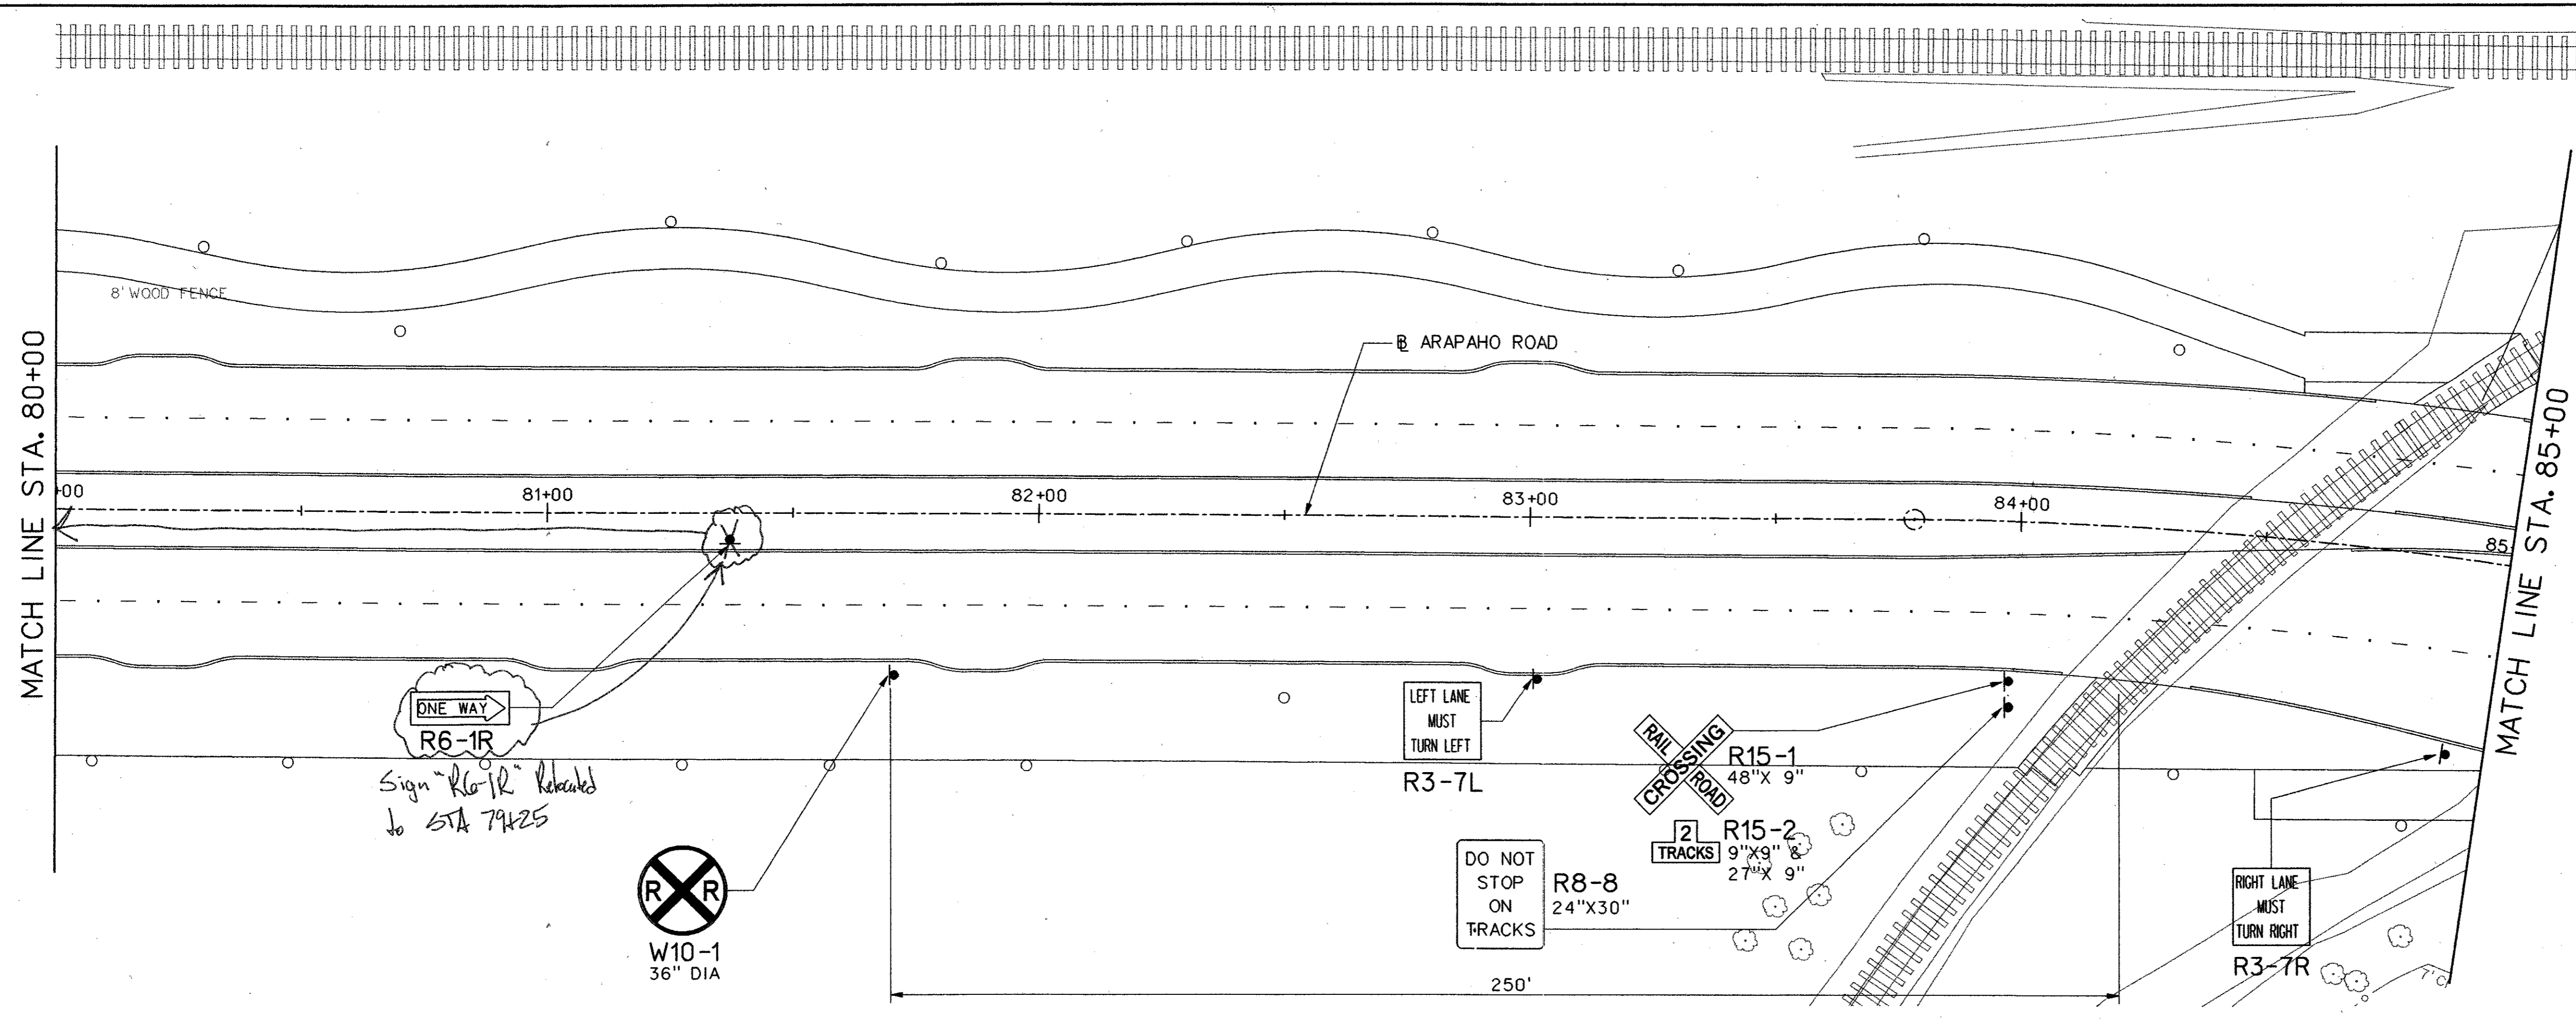 8' WOOD FENCE
MATCH LINE STA. 80+00
℄ ARAPAHO ROAD
+00
81+00
82+00
83+00
84+00
85
MATCH LINE STA. 85+00
ONE WAY
R6-1R
Sign "R6-1R" Relocated
to STA 79+25
R R
W10-1
36" DIA
LEFT LANE
MUST
TURN LEFT
R3-7L
RAIL ROAD
CROSSING
R15-1
48"X 9"
2
TRACKS
R15-2
9"X9" &
27"X 9"
DO NOT
STOP
ON
TRACKS
R8-8
24"X30"
250'
RIGHT LANE
MUST
TURN RIGHT
R3-7R